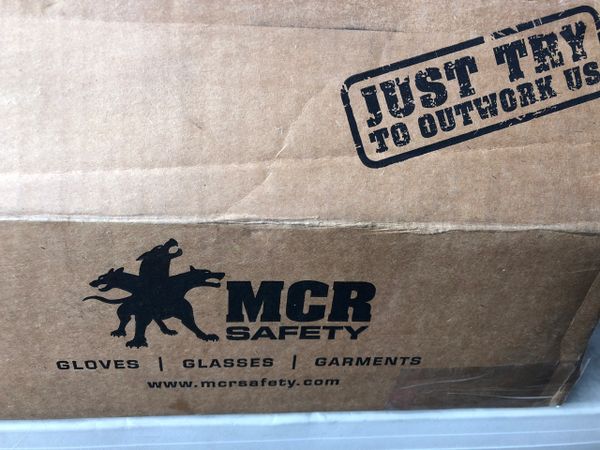 JUST TRY
TO OUTWORK US
MCR
SAFETY
GLOVES | GLASSES | GARMENTS
www.mcrsafety.com